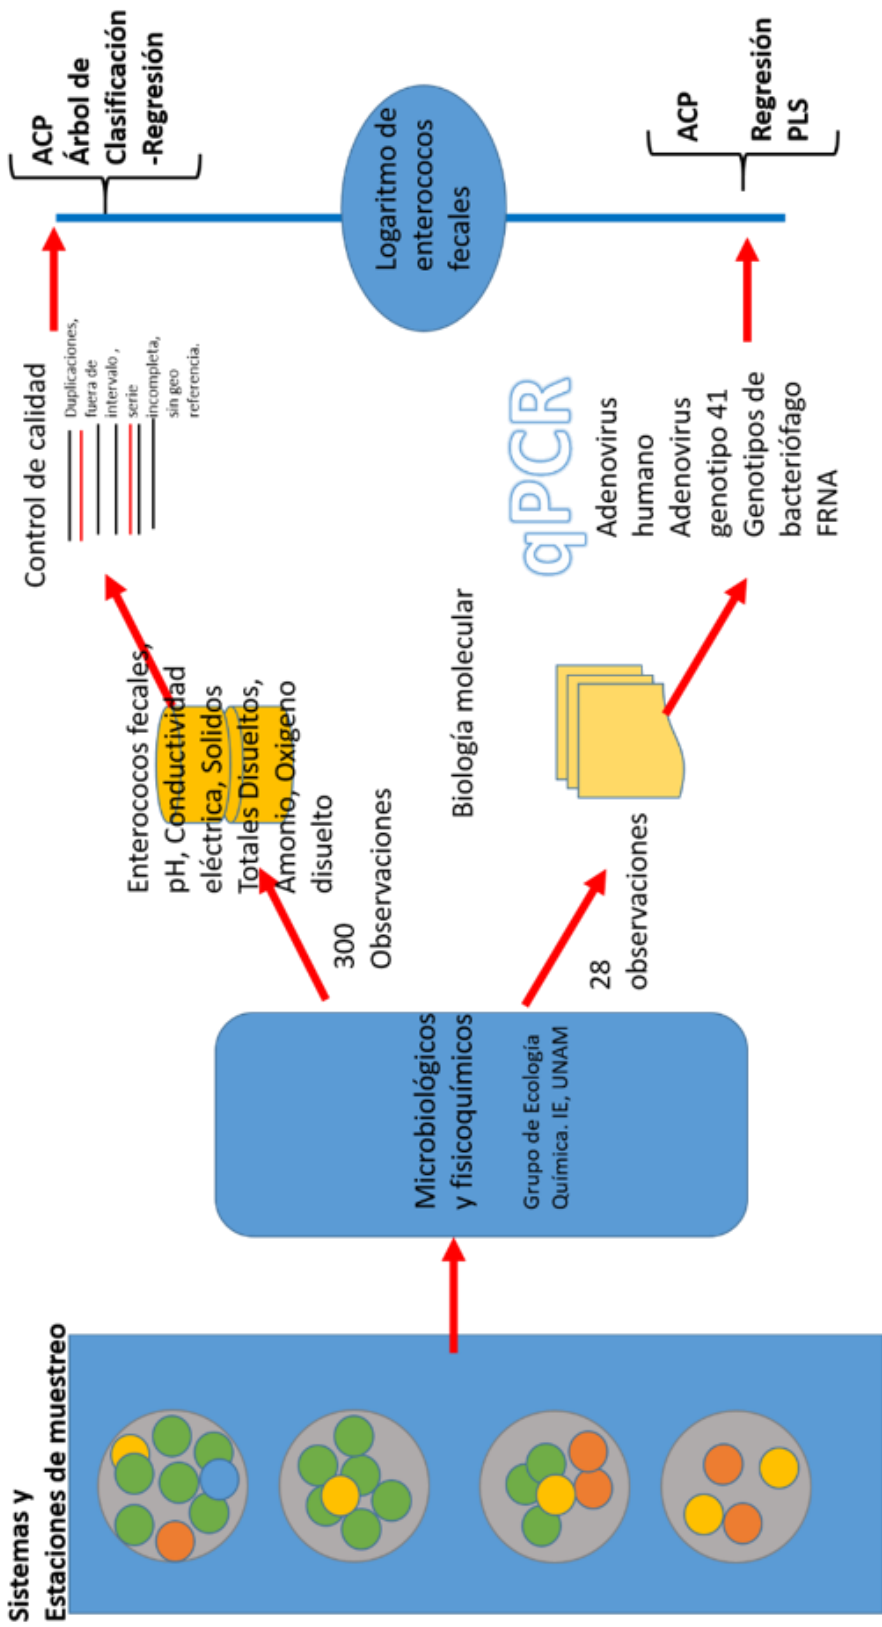 Sistemas y
Estaciones de muestreo
Microbiológicos
y fisicoquímicos
Grupo de Ecología
Química. IE, UNAM
300
Observaciones
Enterococos fecales,
pH, Conductividad
eléctrica, Solidos
Totales Disueltos,
Amonio, Oxigeno
disuelto
Control de calidad
Duplicaciones,
fuera de
intervalo ,
serie
incompleta,
sin geo
referencia.
ACP
Árbol de
Clasificación
-Regresión
Logaritmo de
enterococos
fecales
28
observaciones
Biología molecular
qPCR
Adenovirus
humano
Adenovirus
genotipo 41
Genotipos de
bacteriófago
FRNA
ACP
Regresión
PLS